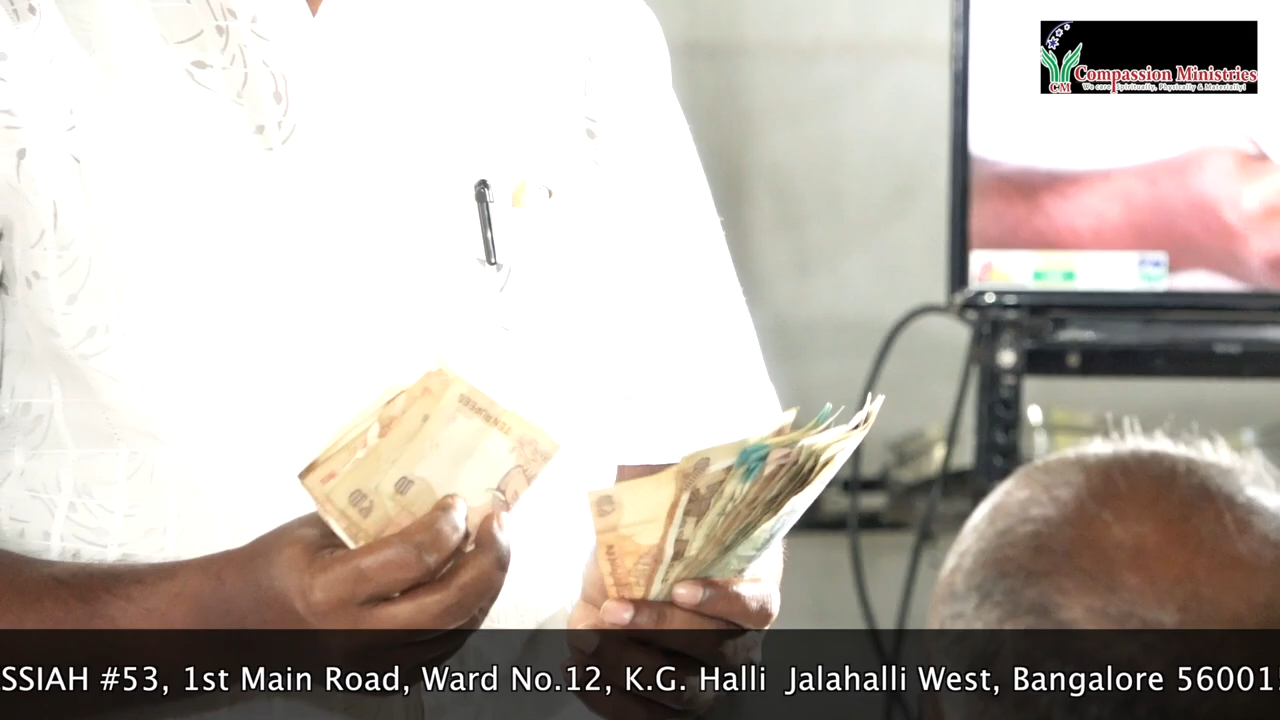 Compassion Ministries
CM
We care Spiritually, Physically & Materially!
TEN RUPEES
SSIAH #53, 1st Main Road, Ward No.12, K.G. Halli Jalahalli West, Bangalore 56001